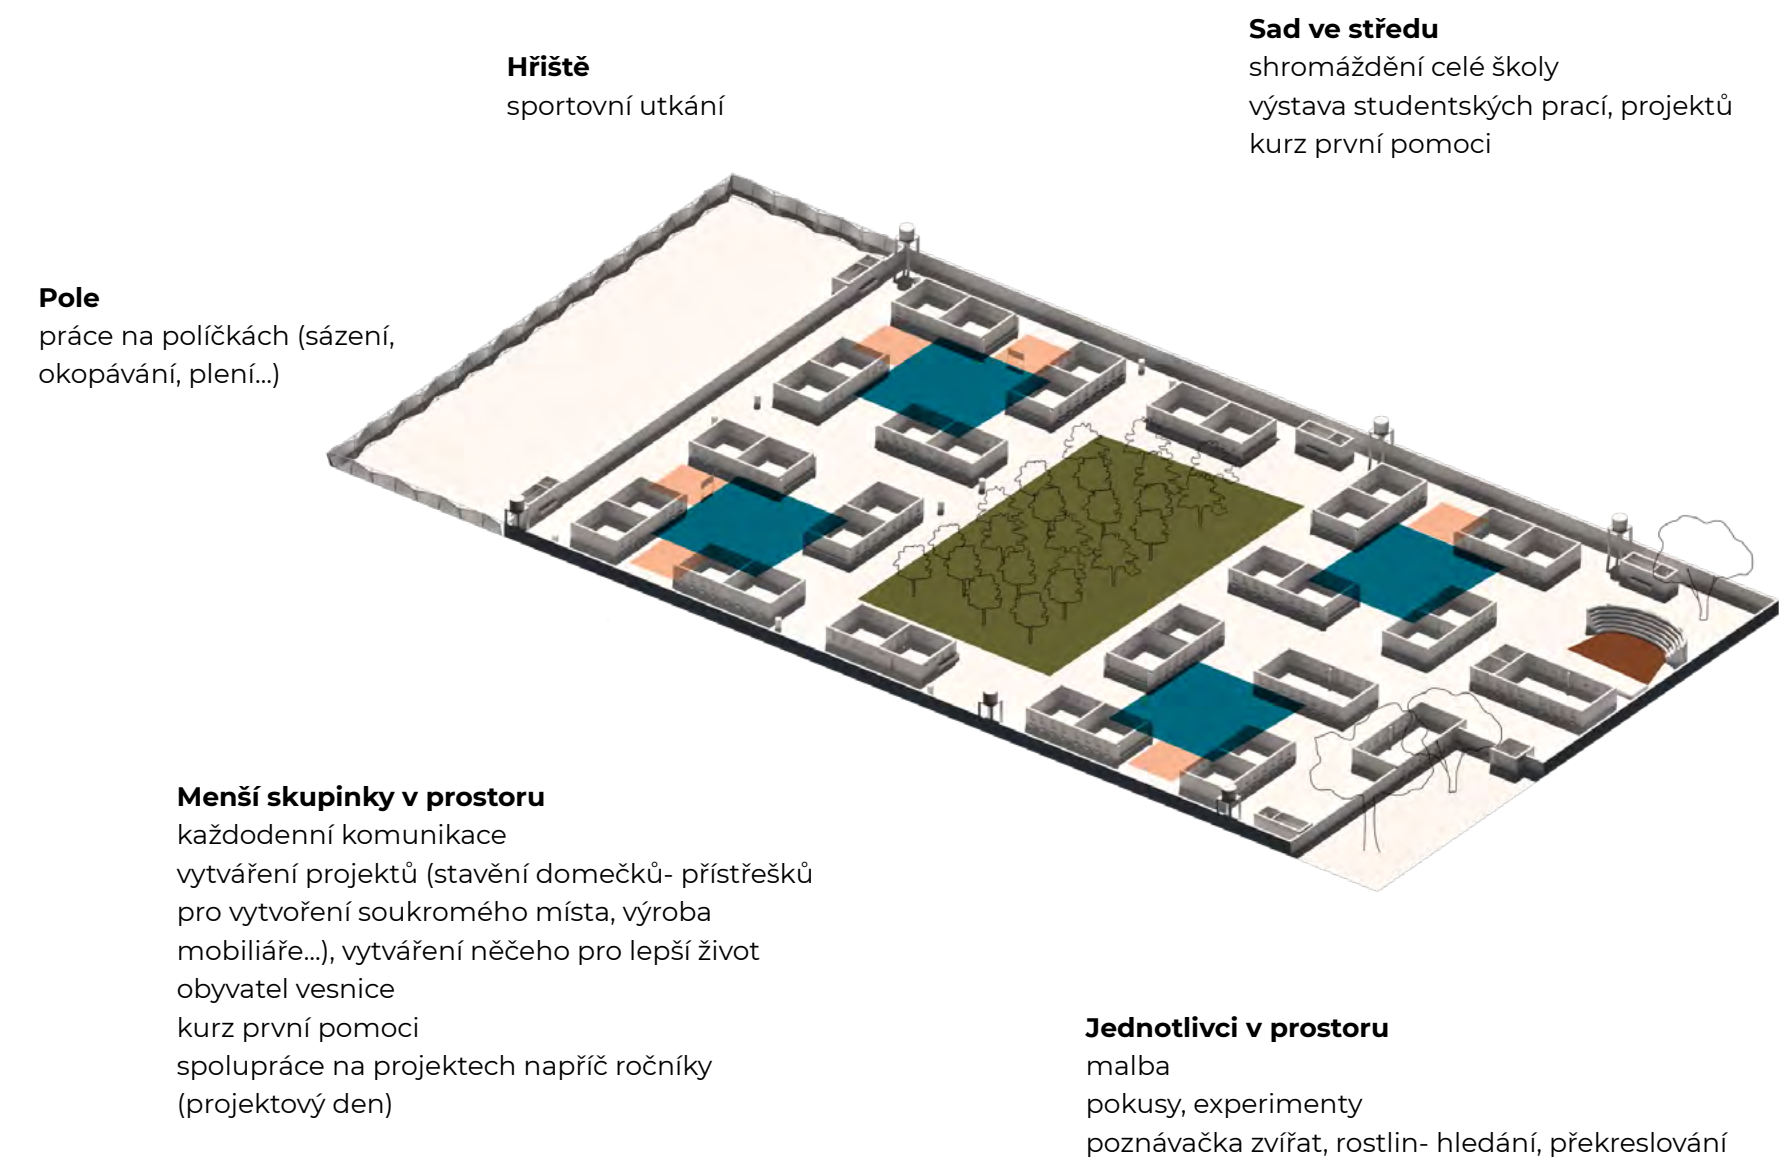 Sad ve středu
shromáždění celé školy
výstava studentských prací, projektů
kurz první pomoci
Hřiště
sportovní utkání
Pole
práce na políčkách (sázení,
okopávání, plení...)
Menší skupinky v prostoru
každodenní komunikace
vytváření projektů (stavění domečků- přístřešků
pro vytvoření soukromého místa, výroba
mobiliáře...), vytváření něčeho pro lepší život
obyvatel vesnice
kurz první pomoci
spolupráce na projektech napříč ročníky
(projektový den)
Jednotlivci v prostoru
malba
pokusy, experimenty
poznávačka zvířat, rostlin- hledání, překreslování